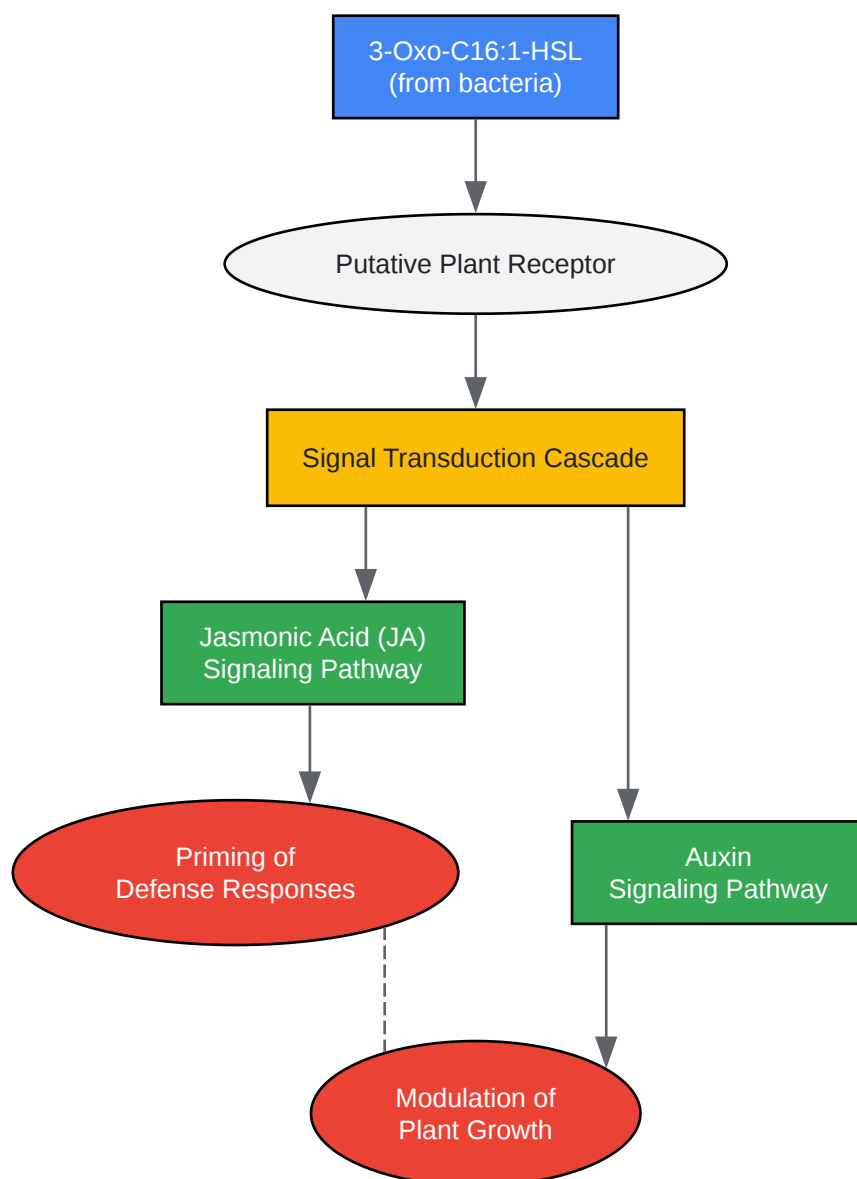 3-Oxo-C16:1-HSL
(from bacteria)
Putative Plant Receptor
Signal Transduction Cascade
Jasmonic Acid (JA)
Signaling Pathway
Priming of
Defense Responses
Auxin
Signaling Pathway
Modulation of
Plant Growth